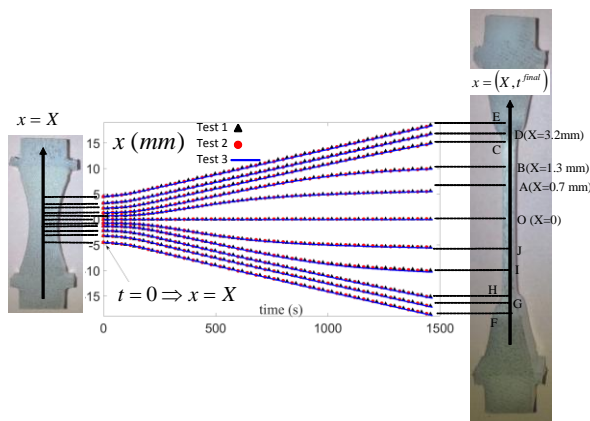 x = X
x (mm)
Test 1
Test 2
Test 3
15
10
5
0
-5
-10
15
t = 0 ⇒ x = X
0
500
1000
1500
time (s)
x = (X, t^final)
E
D(X=3.2mm)
C
B(X=1.3 mm)
A(X=0.7 mm)
O (X=0)
J
I
H
G
F